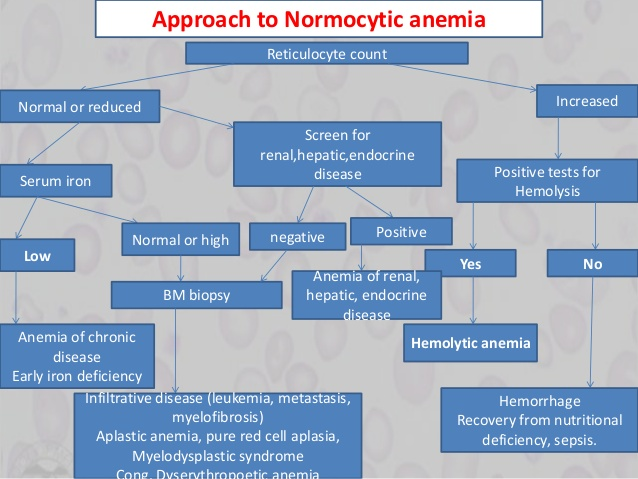 Approach to Normocytic anemia
Reticulocyte count
Normal or reduced
Increased
Screen for
renal,hepatic,endocrine
disease
Positive tests for
Hemolysis
Serum iron
Normal or high
negative
Positive
Low
Yes
No
BM biopsy
Anemia of renal,
hepatic, endocrine
disease
Anemia of chronic
disease
Early iron deficiency
Hemolytic anemia
Infiltrative disease (leukemia, metastasis,
myelofibrosis)
Aplastic anemia, pure red cell aplasia,
Myelodysplastic syndrome
Cong. Dyserythropoetic anemia
Hemorrhage
Recovery from nutritional
deficiency, sepsis.